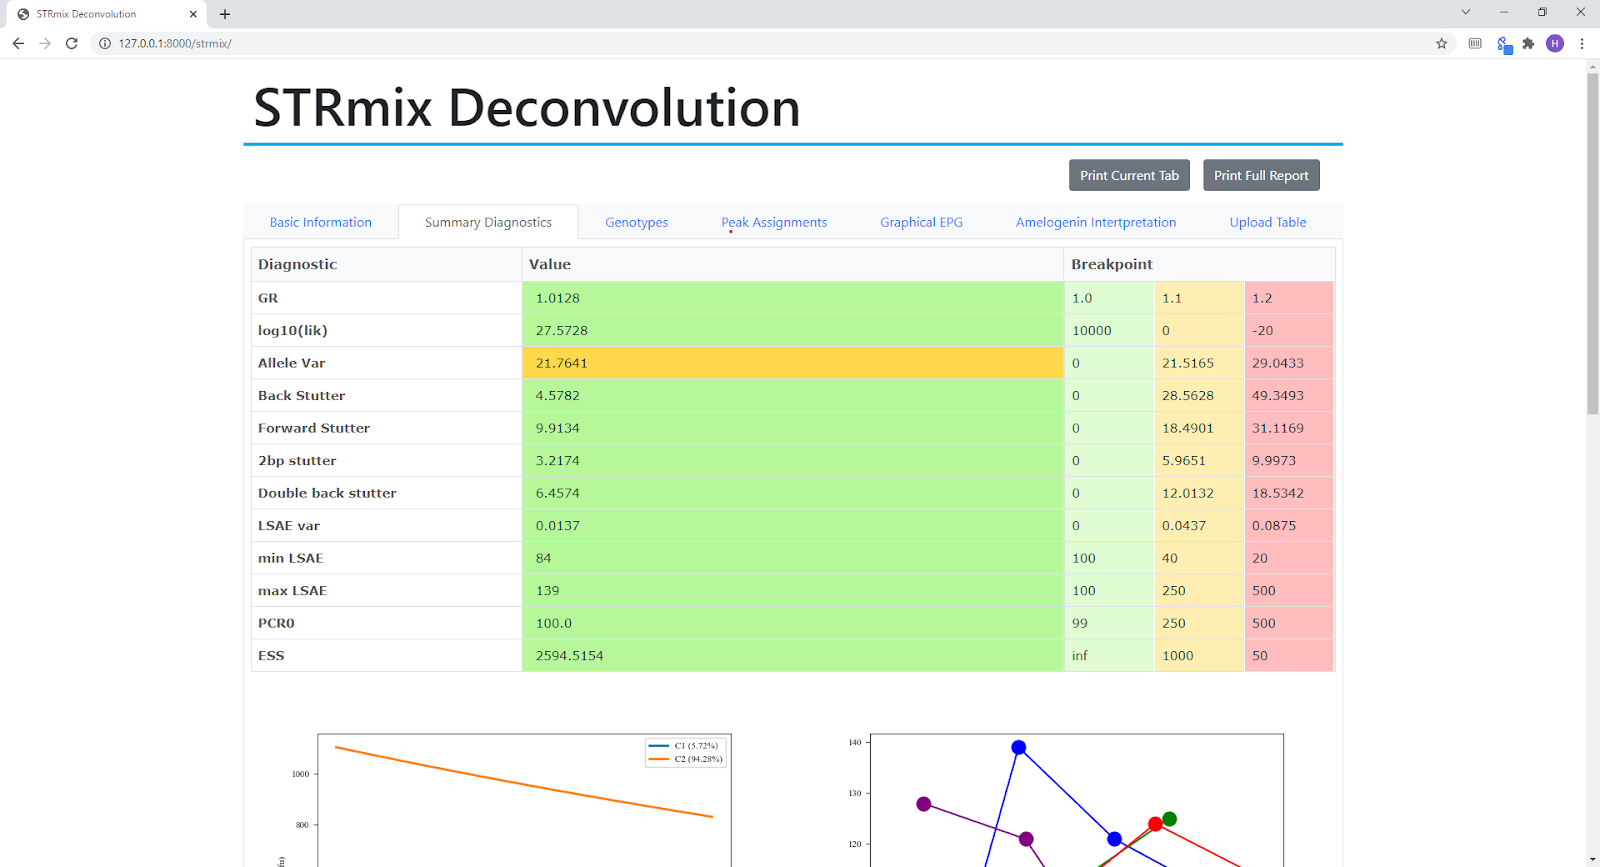 STRmix Deconvolution
127.0.0.1:8000/strmix/
H
STRmix Deconvolution
Print Current Tab Print Full Report
Basic Information Summary Diagnostics Genotypes Peak Assignments Graphical EPG Amelogenin Intertpretation Upload Table
Diagnostic Value Breakpoint
GR 1.0128 1.0 1.1 1.2
log10(lik) 27.5728 10000 0 -20
Allele Var 21.7641 0 21.5165 29.0433
Back Stutter 4.5782 0 28.5628 49.3493
Forward Stutter 9.9134 0 18.4901 31.1169
2bp stutter 3.2174 0 5.9651 9.9973
Double back stutter 6.4574 0 12.0132 18.5342
LSAE var 0.0137 0 0.0437 0.0875
min LSAE 84 100 40 20
max LSAE 139 100 250 500
PCR0 100.0 99 250 500
ESS 2594.5154 inf 1000 50
C1 (5.72%)
C2 (94.28%)
1000
800
140
130
120